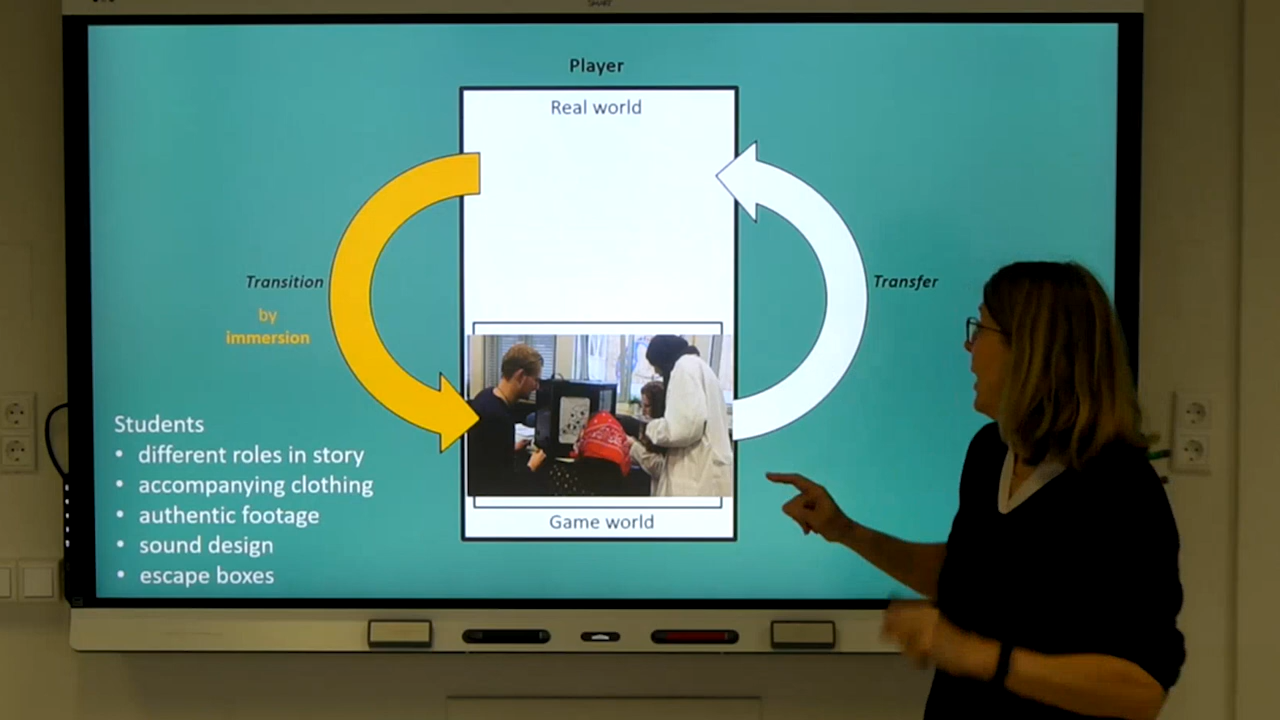 SMART
Player
Real world
Transition
by
immersion
Transfer
Students
• different roles in story
• accompanying clothing
• authentic footage
• sound design
• escape boxes
Game world